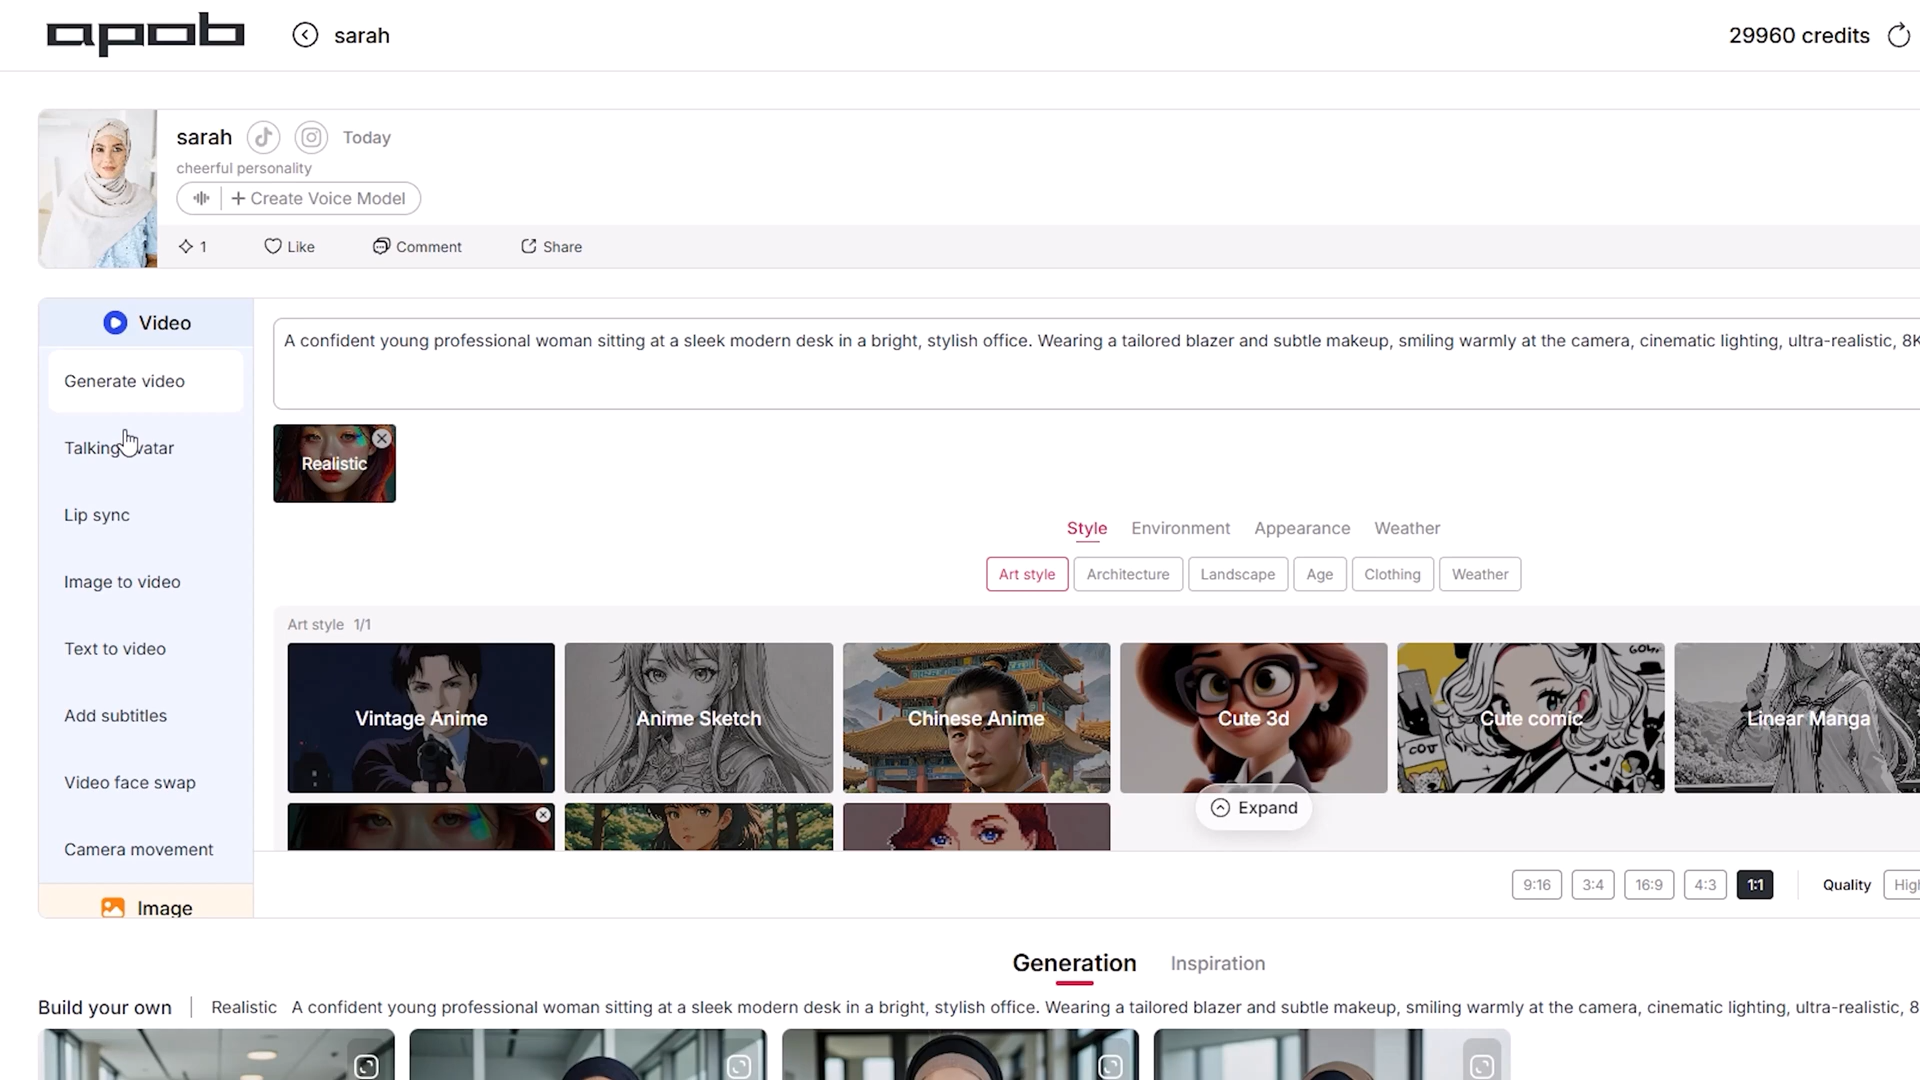 apob
sarah
29960 credits
sarah
Today
cheerful personality
+ Create Voice Model
1
Like
Comment
Share
Video
Generate video
Talking
vatar
Lip sync
Image to video
Text to video
Add subtitles
Video face swap
Camera movement
Image
A confident young professional woman sitting at a sleek modern desk in a bright, stylish office. Wearing a tailored blazer and subtle makeup, smiling warmly at the camera, cinematic lighting, ultra-realistic, 8K
Realistic
Style
Environment
Appearance
Weather
Art style
Architecture
Landscape
Age
Clothing
Weather
Art style 1/1
Vintage Anime
Anime Sketch
Chinese Anime
Cute 3d
Cute comic
Linear Manga
Expand
9:16
3:4
16:9
4:3
1:1
Quality
High
Generation
Inspiration
Build your own
Realistic
A confident young professional woman sitting at a sleek modern desk in a bright, stylish office. Wearing a tailored blazer and subtle makeup, smiling warmly at the camera, cinematic lighting, ultra-realistic, 8